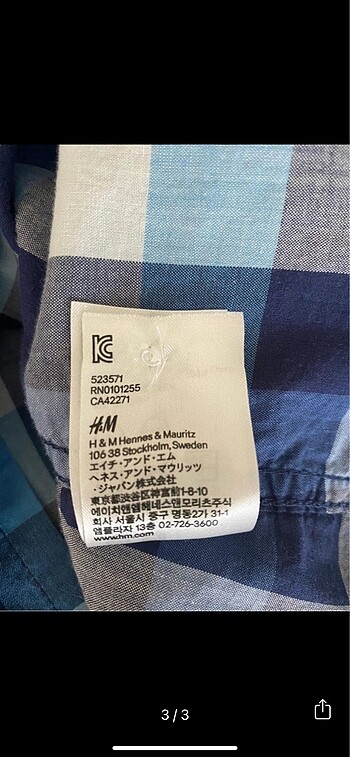 523571
RN0101255
CA42271
H&M
H & M Hennes & Mauritz
106 38 Stockholm, Sweden
エイチ・アンド・エム
ヘネス・アンド・マウリッツ
・ジャパン株式会社
東京都渋谷区神宮前1-8-10
에이치앤엠헤네스앤모리츠주식
회사 서울시 중구 명동2가 31-1
엠플라자 13층 02-726-3600
www.hm.com
3/3